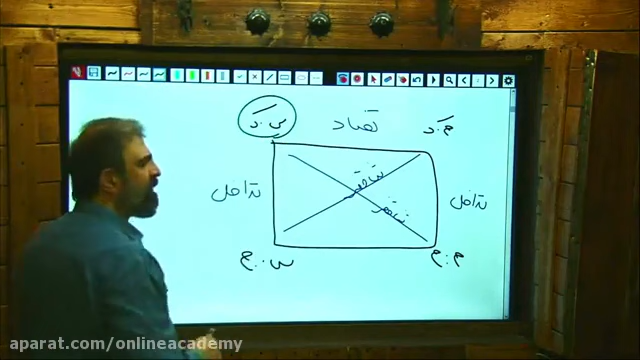 م.ک تضاد س.ک
تناقض
تداخل تناقض تداخل
م.ج س.ج
aparat.com/onlineacademy